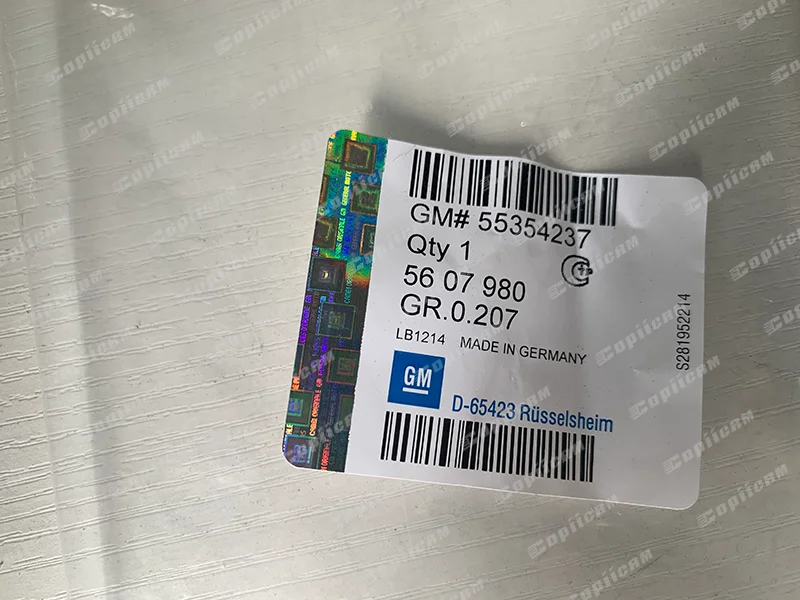 GM# 55354237
Qty 1
56 07 980
GR.0.207
LB1214 MADE IN GERMANY
GM
D-65423 Rüsselsheim
S281952214
Copiicam